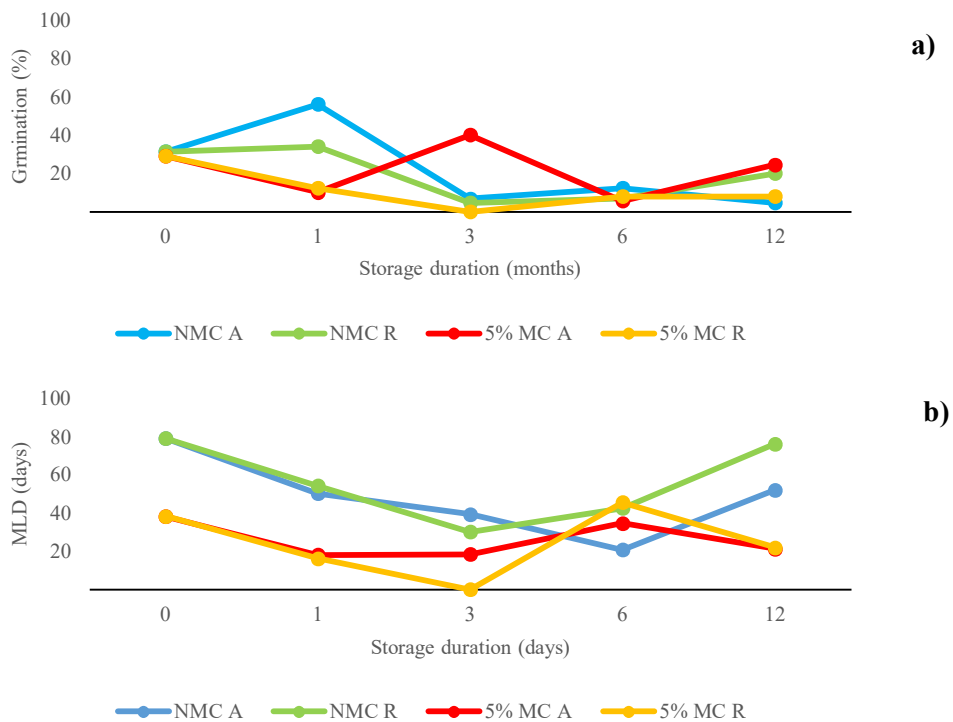 a)
100
80
60
40
20
Grmination (%)
0 1 3 6 12
Storage duration (months)
NMC A NMC R 5% MC A 5% MC R
b)
100
80
60
40
20
MLD (days)
0 1 3 6 12
Storage duration (days)
NMC A NMC R 5% MC A 5% MC R